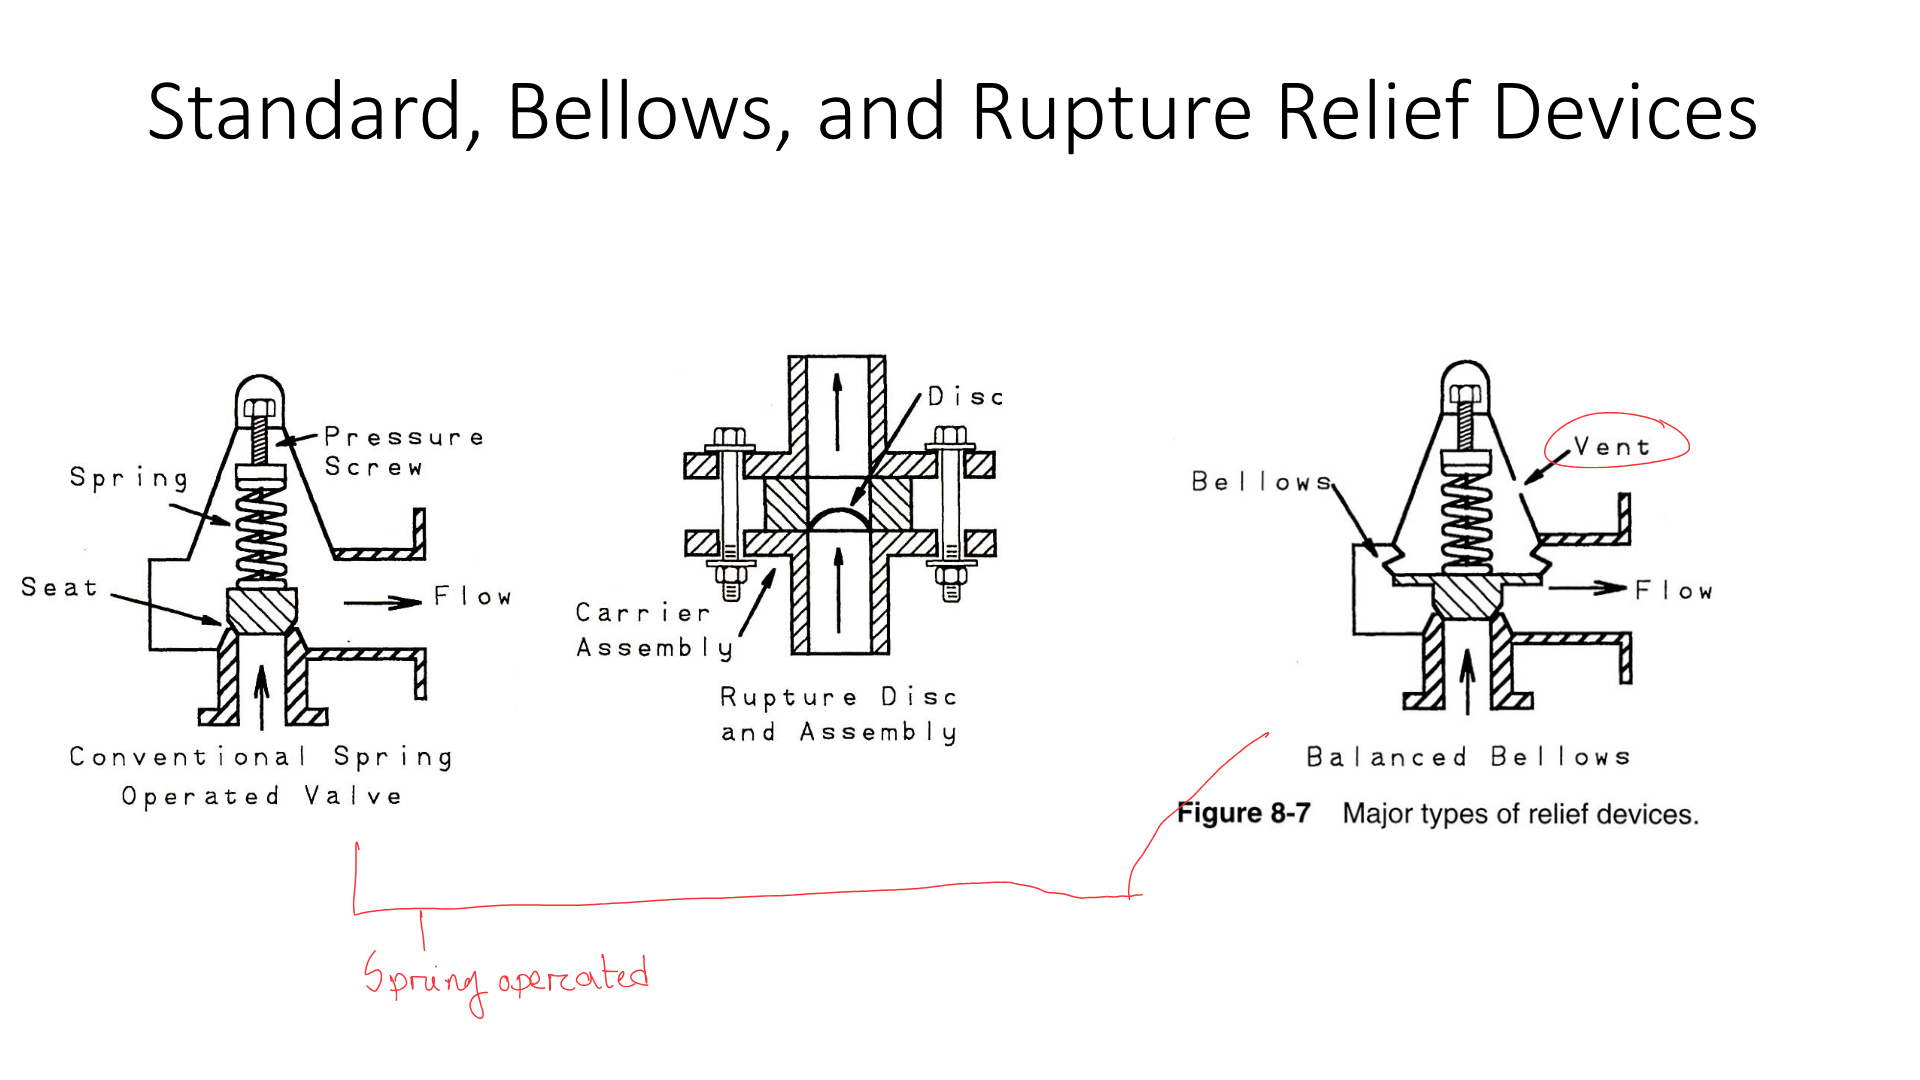 Standard, Bellows, and Rupture Relief Devices
Pressure
Screw
Spring
Seat
Flow
Conventional Spring
Operated Valve
Disc
Carrier
Assembly
Rupture Disc
and Assembly
Vent
Bellows
Flow
Balanced Bellows
Figure 8-7 Major types of relief devices.
Spring operated